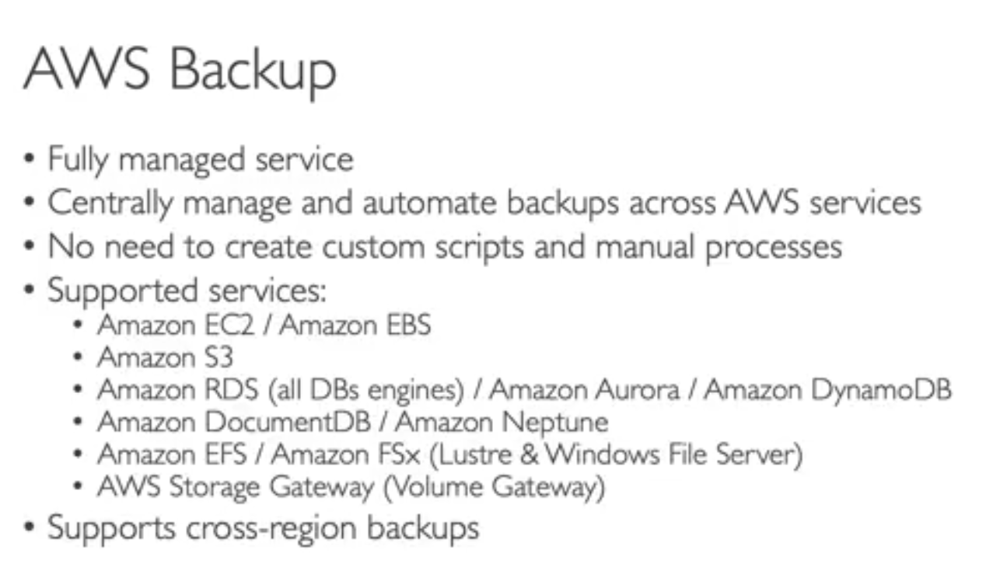 AWS Backup
• Fully managed service
• Centrally manage and automate backups across AWS services
• No need to create custom scripts and manual processes
• Supported services:
• Amazon EC2 / Amazon EBS
• Amazon S3
• Amazon RDS (all DBs engines) / Amazon Aurora / Amazon DynamoDB
• Amazon DocumentDB / Amazon Neptune
• Amazon EFS / Amazon FSx (Lustre & Windows File Server)
• AWS Storage Gateway (Volume Gateway)
• Supports cross-region backups